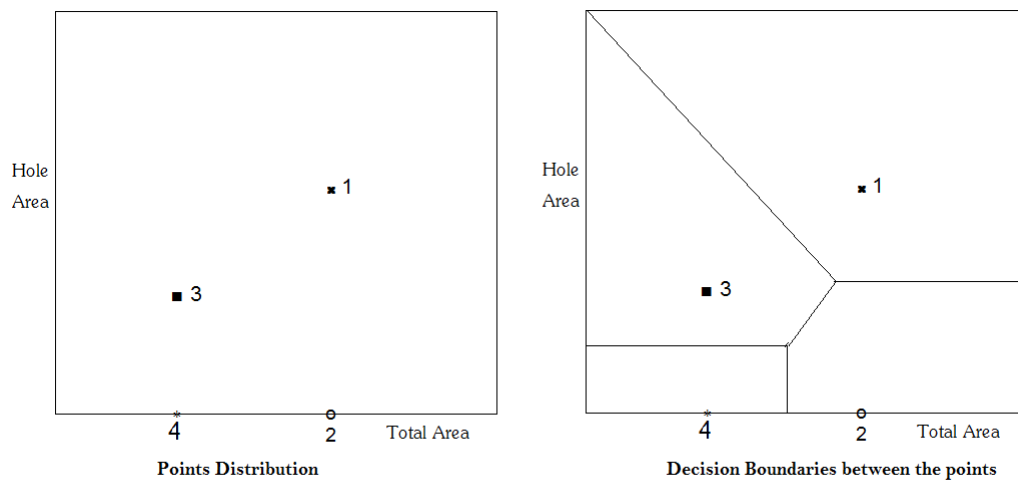 Hole
Area
1
3
4
2
Total Area
Points Distribution
Hole
Area
1
3
4
2
Total Area
Decision Boundaries between the points